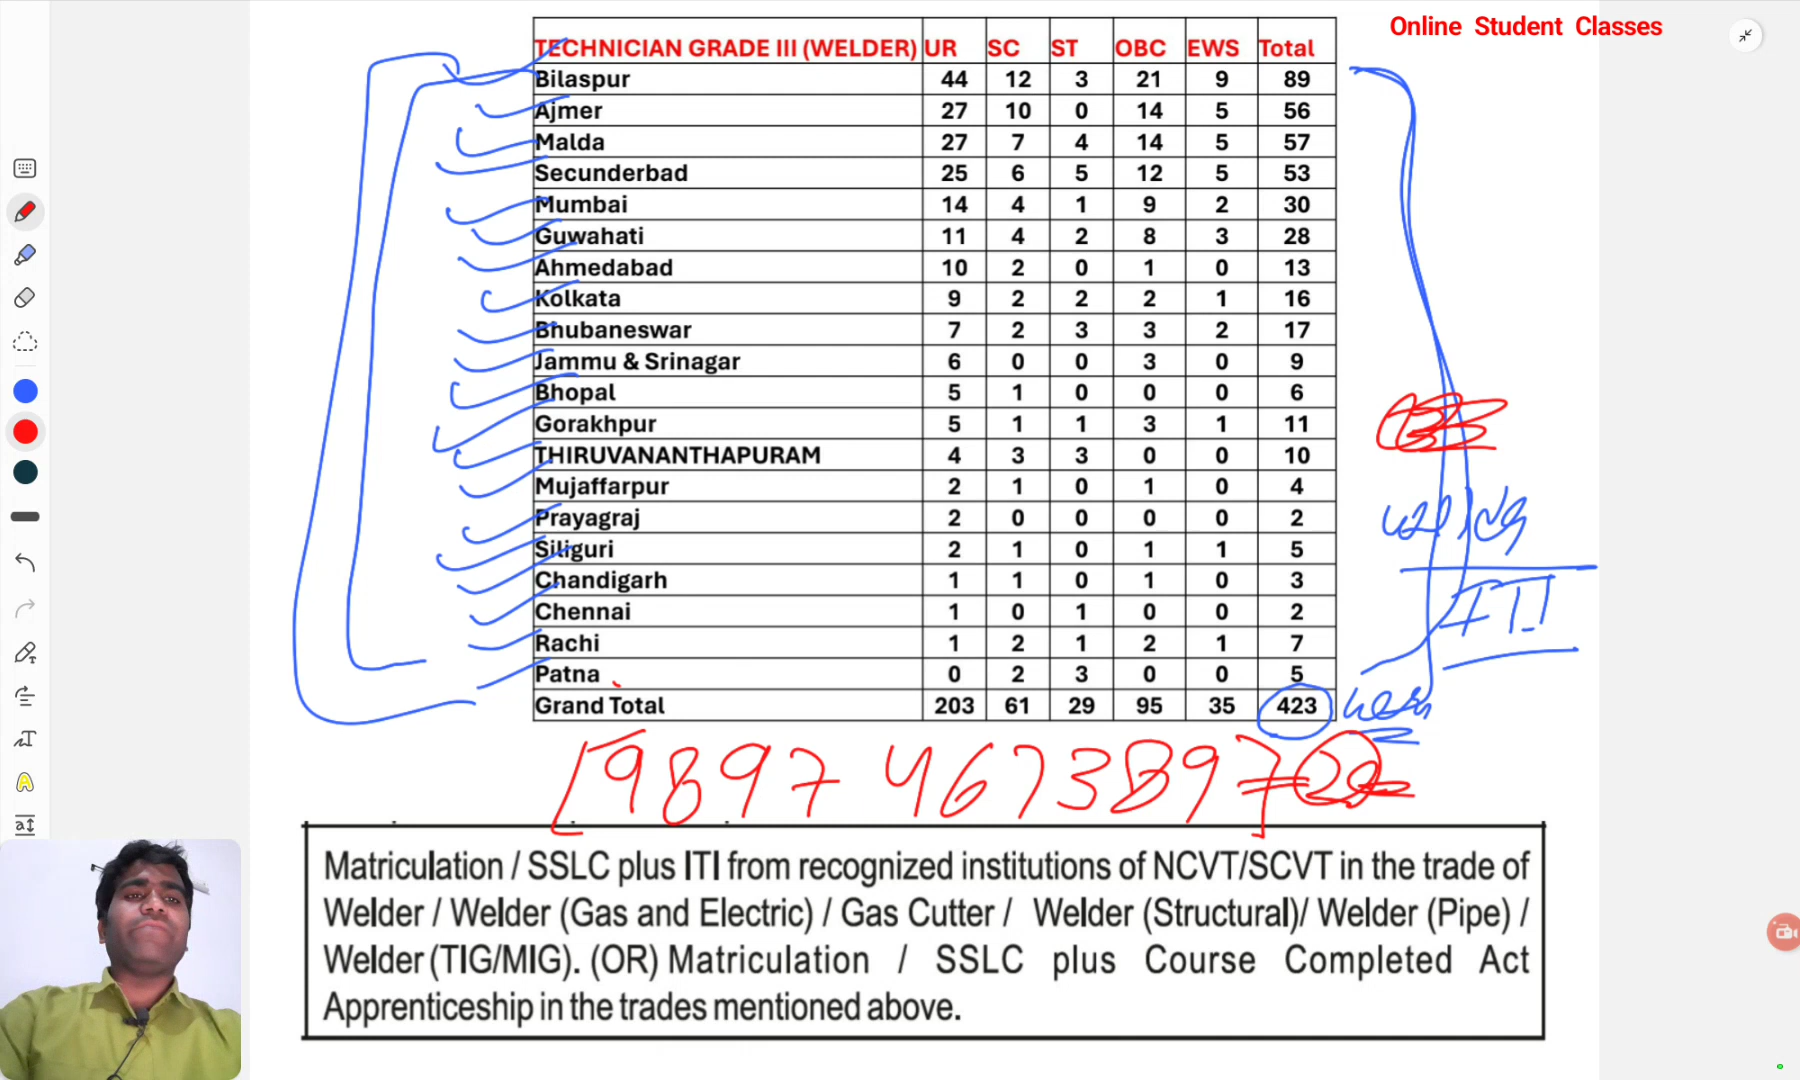 Online Student Classes
TECHNICIAN GRADE III (WELDER) UR SC ST OBC EWS Total
Bilaspur 44 12 3 21 9 89
Ajmer 27 10 0 14 5 56
Malda 27 7 4 14 5 57
Secunderbad 25 6 5 12 5 53
Mumbai 14 4 1 9 2 30
Guwahati 11 4 2 8 3 28
Ahmedabad 10 2 0 1 0 13
Kolkata 9 2 2 2 1 16
Bhubaneswar 7 2 3 3 2 17
Jammu & Srinagar 6 0 0 3 0 9
Bhopal 5 1 0 0 0 6
Gorakhpur 5 1 1 3 1 11
THIRUVANANTHAPURAM 4 3 3 0 0 10
Mujaffarpur 2 1 0 1 0 4
Prayagraj 2 0 0 0 0 2
Siliguri 2 1 0 1 1 5
Chandigarh 1 1 0 1 0 3
Chennai 1 0 1 0 0 2
Rachi 1 2 1 2 1 7
Patna 0 2 3 0 0 5
Grand Total 203 61 29 95 35 423
ITI
9897 467389
Matriculation / SSLC plus ITI from recognized institutions of NCVT/SCVT in the trade of
Welder / Welder (Gas and Electric) / Gas Cutter / Welder (Structural)/ Welder (Pipe) /
Welder (TIG/MIG). (OR) Matriculation / SSLC plus Course Completed Act
Apprenticeship in the trades mentioned above.